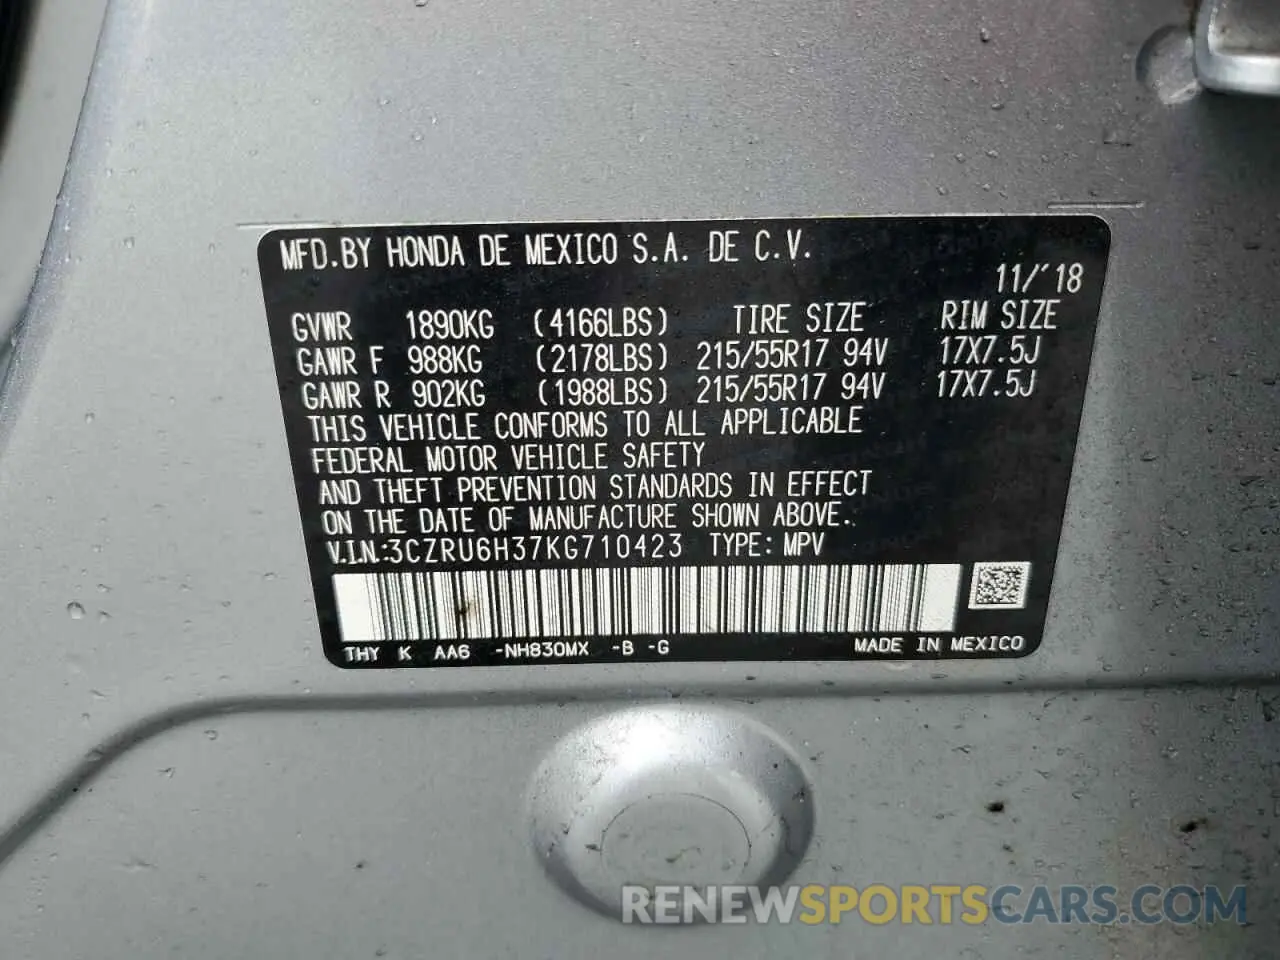 MFD.BY HONDA DE MEXICO S.A. DE C.V.
11/'18
GVWR 1890KG (4166LBS) TIRE SIZE RIM SIZE
GAWR F 988KG (2178LBS) 215/55R17 94V 17X7.5J
GAWR R 902KG (1988LBS) 215/55R17 94V 17X7.5J
THIS VEHICLE CONFORMS TO ALL APPLICABLE
FEDERAL MOTOR VEHICLE SAFETY
AND THEFT PREVENTION STANDARDS IN EFFECT
ON THE DATE OF MANUFACTURE SHOWN ABOVE.
V.I.N.:3CZRU6H37KG710423 TYPE: MPV
THY K AA6 -NH830MX -B -G MADE IN MEXICO
RENEWSPORTSCARS.COM